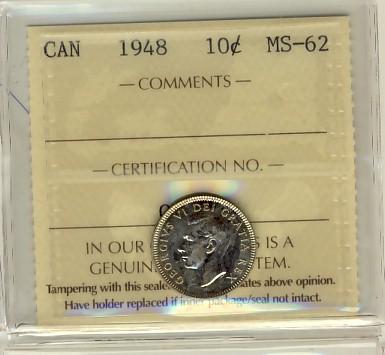 CAN 1948 10¢ MS-62
— COMMENTS —
— CERTIFICATION NO. —
IN OUR IS A
GENUIN TEM.
Tampering with this seale ates above opinion.
Have holder replaced if inner package/seal not intact.
GEORGIVS VI DEI GRATIA REX